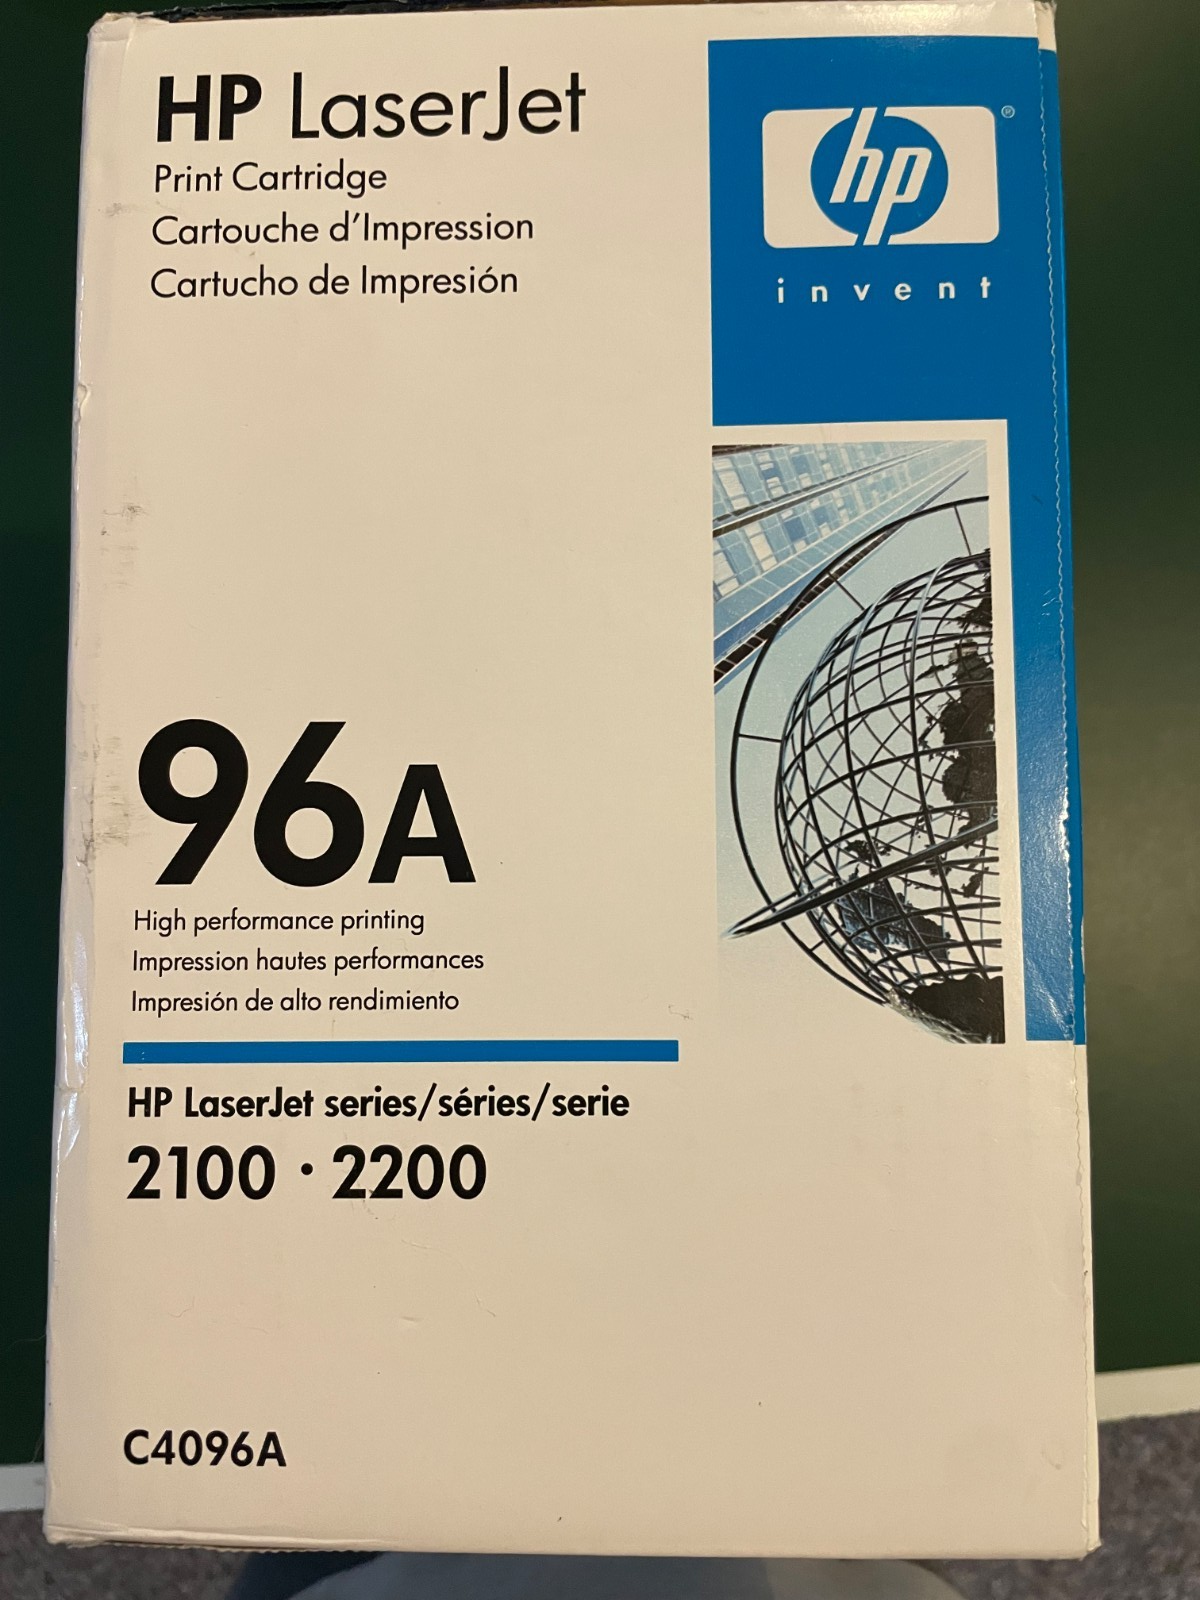 HP LaserJet
Print Cartridge
Cartouche d'Impression
Cartucho de Impresión
hp®
invent
96A
High performance printing
Impression hautes performances
Impresión de alto rendimiento
HP LaserJet series/séries/serie
2100 · 2200
C4096A